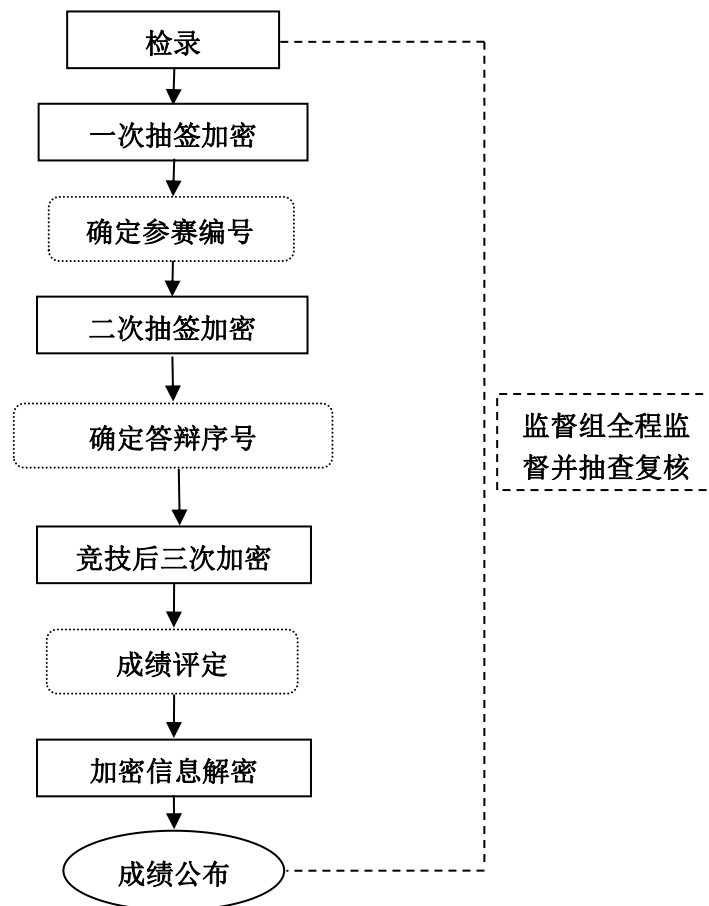 检录
一次抽签加密
确定参赛编号
二次抽签加密
确定答辩序号
竞技后三次加密
成绩评定
加密信息解密
成绩公布
监督组全程监
督并抽查复核